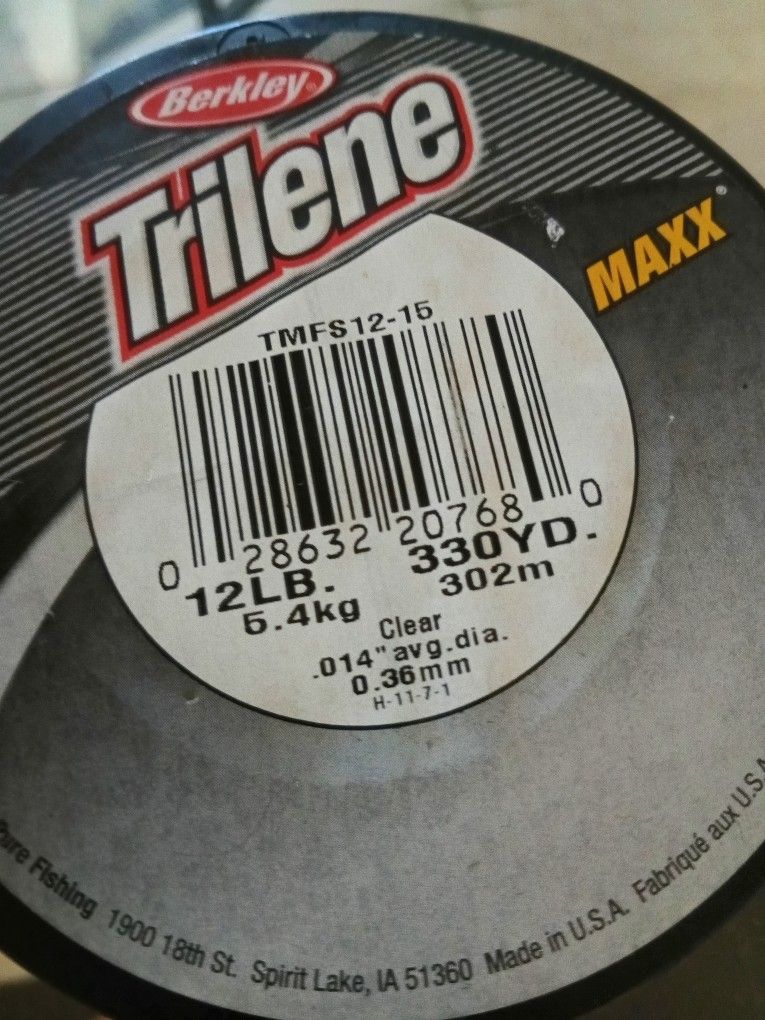 Berkley®
Trilene
MAXX®
TMFS12-15
0 28632 20768 0
12LB. 330YD.
5.4kg 302m
Clear
.014" avg.dia.
0.36mm
H-11-7-1
Pure Fishing 1900 18th St. Spirit Lake, IA 51360 Made in U.S.A. Fabriqué aux U.S.A